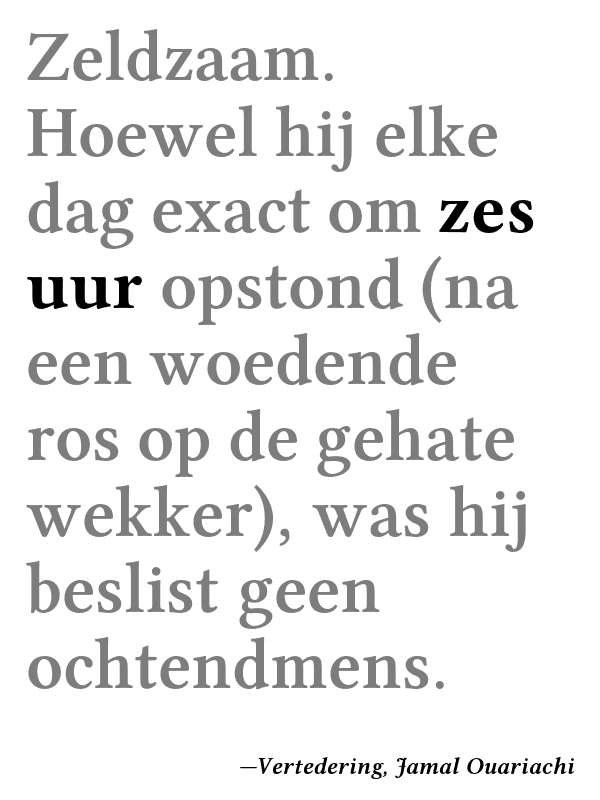 Zeldzaam.
Hoewel hij elke
dag exact om zes
uur opstond (na
een woedende
ros op de gehate
wekker), was hij
beslist geen
ochtendmens.
—Vertedering, Jamal Ouariachi